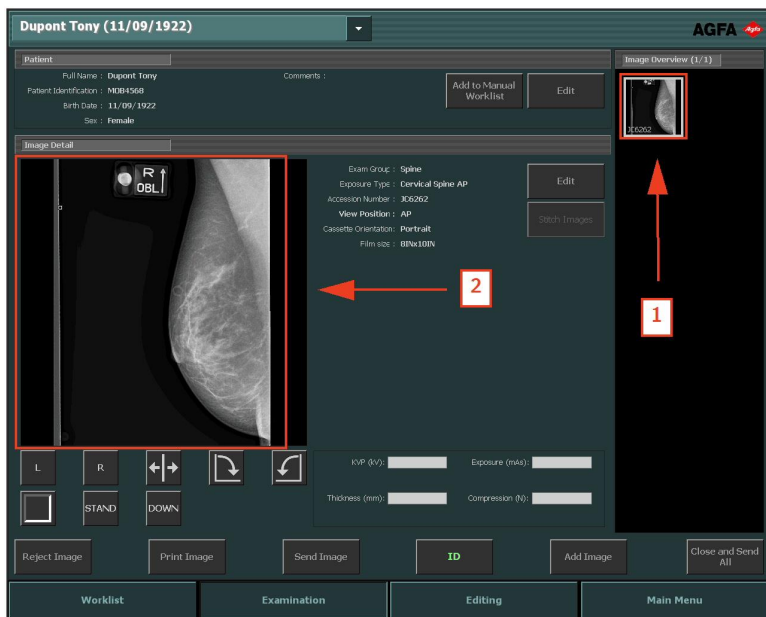 Dupont Tony (11/09/1922)
AGFA Agfa
Patient
Full Name : Dupont Tony
Patient Identification : MOB4568
Birth Date : 11/09/1922
Sex : Female
Comments :
Add to Manual
Worklist
Edit
Image Overview (1/1)
JC6262
1
Image Detail
R
OBL
Exam Group : Spine
Exposure Type : Cervical Spine AP
Accession Number : JC6262
View Position : AP
Cassette Orientation: Portrait
Film size : 8INx10IN
Edit
Stitch Images
2
L
R
STAND
DOWN
KVP (kV):
Exposure (mAs):
Thickness (mm):
Compression (N):
Reject Image
Print Image
Send Image
ID
Add Image
Close and Send
All
Worklist
Examination
Editing
Main Menu